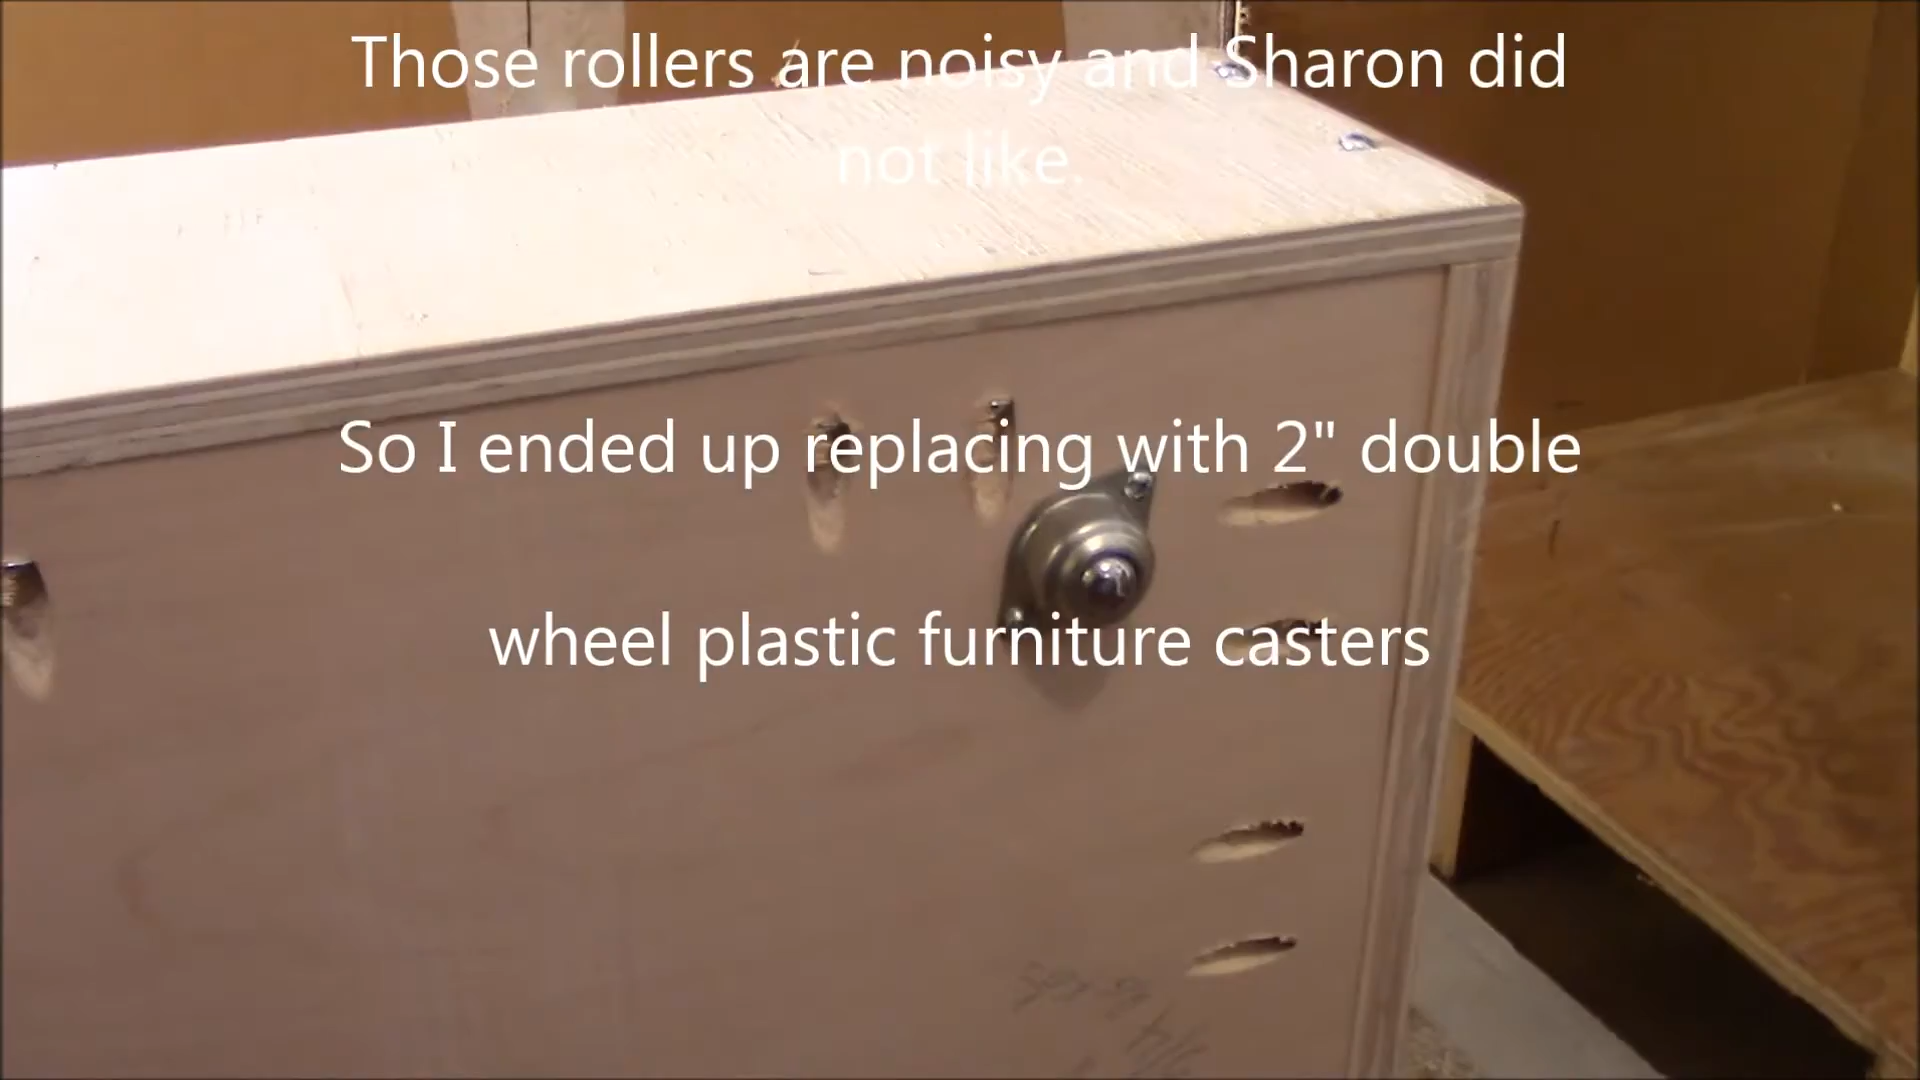 Those rollers are noisy and Sharon did
not like.
So I ended up replacing with 2" double
wheel plastic furniture casters